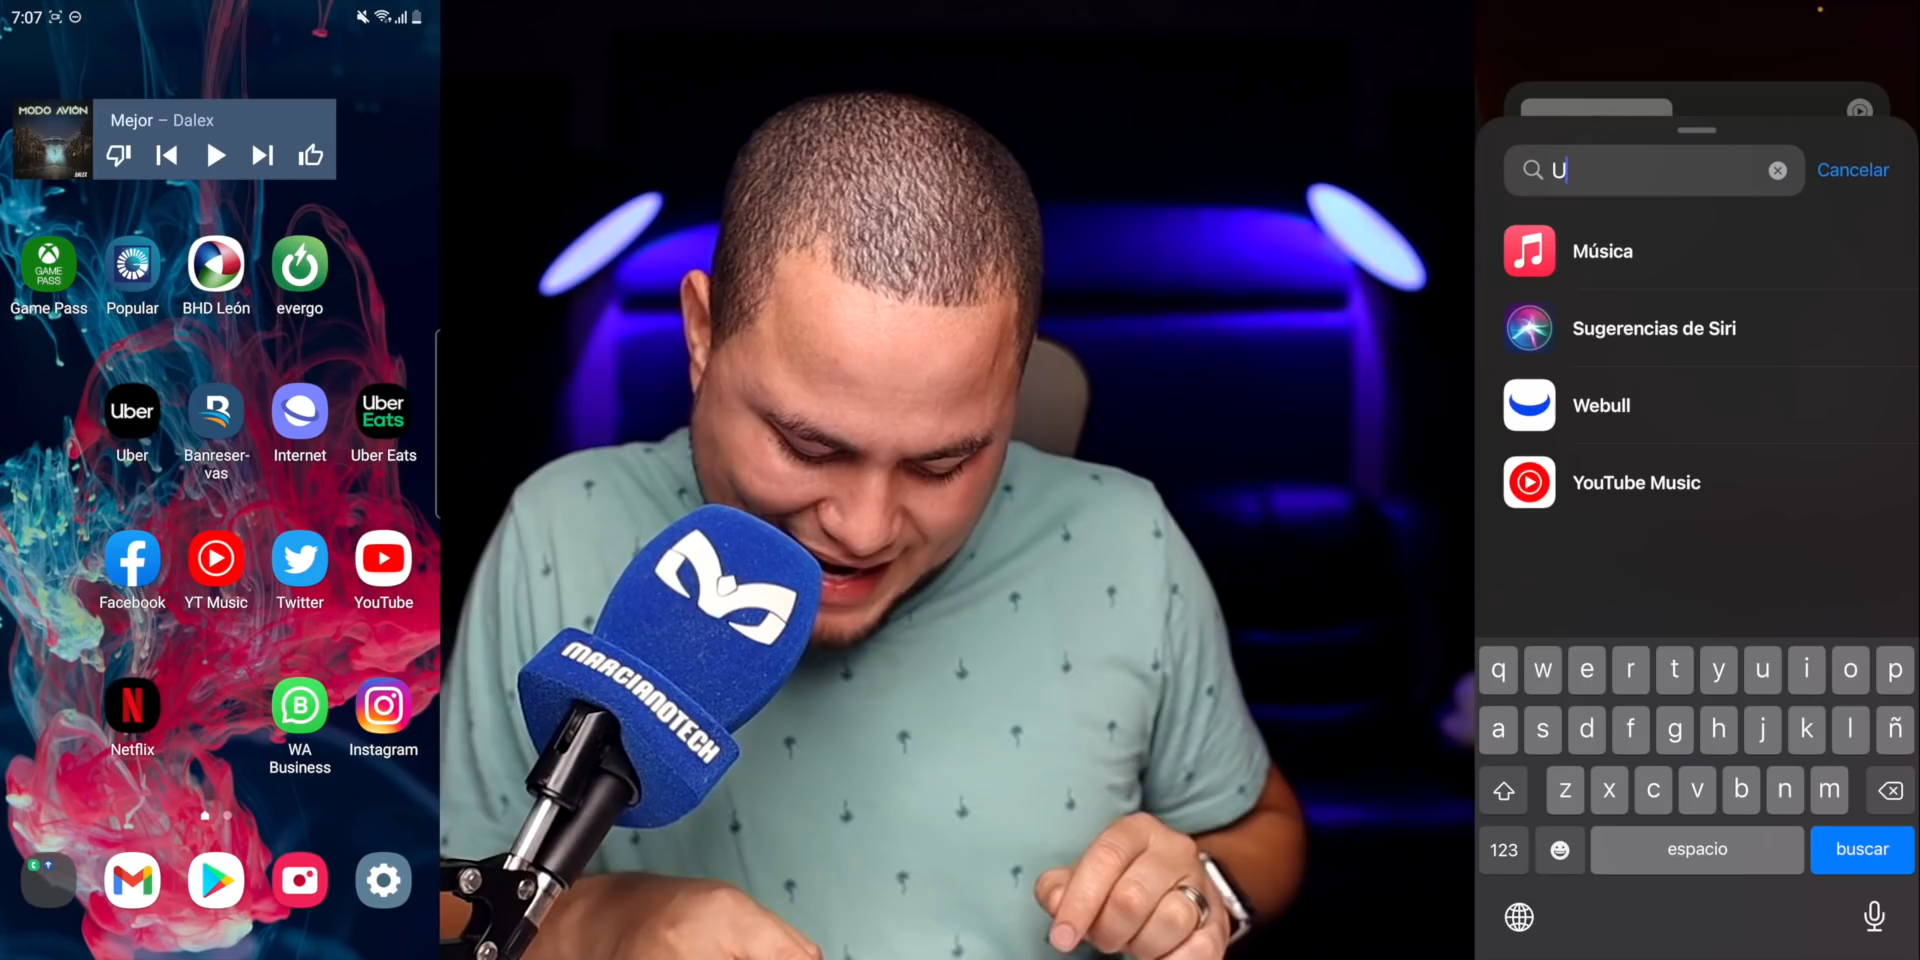 7:07
MODO AVIÓN
Mejor – Dalex
DALEX
GAME
PASS
Game Pass
Popular
BHD León
evergo
Uber
Uber
Eats
Uber
Banreser-
vas
Internet
Uber Eats
Facebook
YT Music
Twitter
YouTube
N
B
Netflix
WA
Business
Instagram
MARCIANOTECH
U
Cancelar
Música
Sugerencias de Siri
Webull
YouTube Music
q w e r t y u i o p
a s d f g h j k l ñ
z x c v b n m
123
espacio
buscar